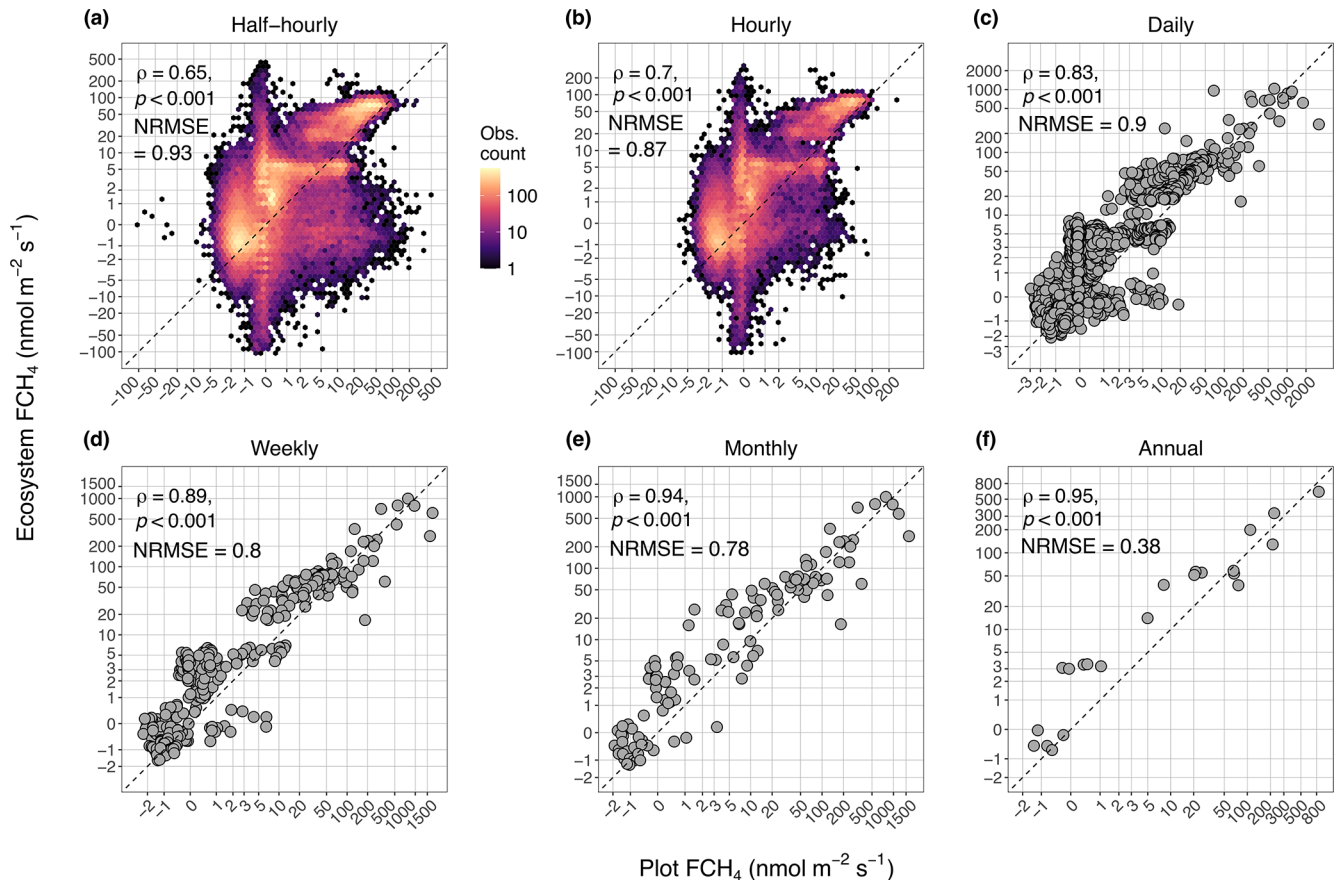 (a)
Half−hourly
ρ = 0.65,
p < 0.001
NRMSE
= 0.93
500
200
100
50
20
10
5
2
1
0
−1
−2
−5
−10
−20
−50
−100
−100 −50 −20 −10 −5 −2 −1 0 1 2 5 10 20 50 100 200 500
Obs.
count
100
10
1
(b)
Hourly
ρ = 0.7,
p < 0.001
NRMSE
= 0.87
200
100
50
20
10
5
2
1
0
−1
−2
−5
−10
−20
−50
−100
−100 −50 −20 −10 −5 −2 −1 0 1 2 5 10 20 50 100 200
(c)
Daily
ρ = 0.83,
p < 0.001
NRMSE = 0.9
2000
1000
500
200
100
50
20
10
5
3
2
1
0
−1
−2
−3
−3 −2 −1 0 1 2 3 5 10 20 50 100 200 500 1000 2000
Ecosystem FCH4 (nmol m−2 s−1)
(d)
Weekly
ρ = 0.89,
p < 0.001
NRMSE = 0.8
1500
1000
500
200
100
50
20
10
5
3
2
1
0
−1
−2
−2 −1 0 1 2 3 5 10 20 50 100 200 500 1000 1500
(e)
Monthly
ρ = 0.94,
p < 0.001
NRMSE = 0.78
1500
1000
500
200
100
50
20
10
5
3
2
1
0
−1
−2
−2 −1 0 1 2 3 5 10 20 50 100 200 500 1000 1500
(f)
Annual
ρ = 0.95,
p < 0.001
NRMSE = 0.38
800
500
300
200
100
50
20
10
5
3
2
1
0
−1
−2
−2 −1 0 1 2 3 5 10 20 50 100 200 300 500 800
Plot FCH4 (nmol m−2 s−1)